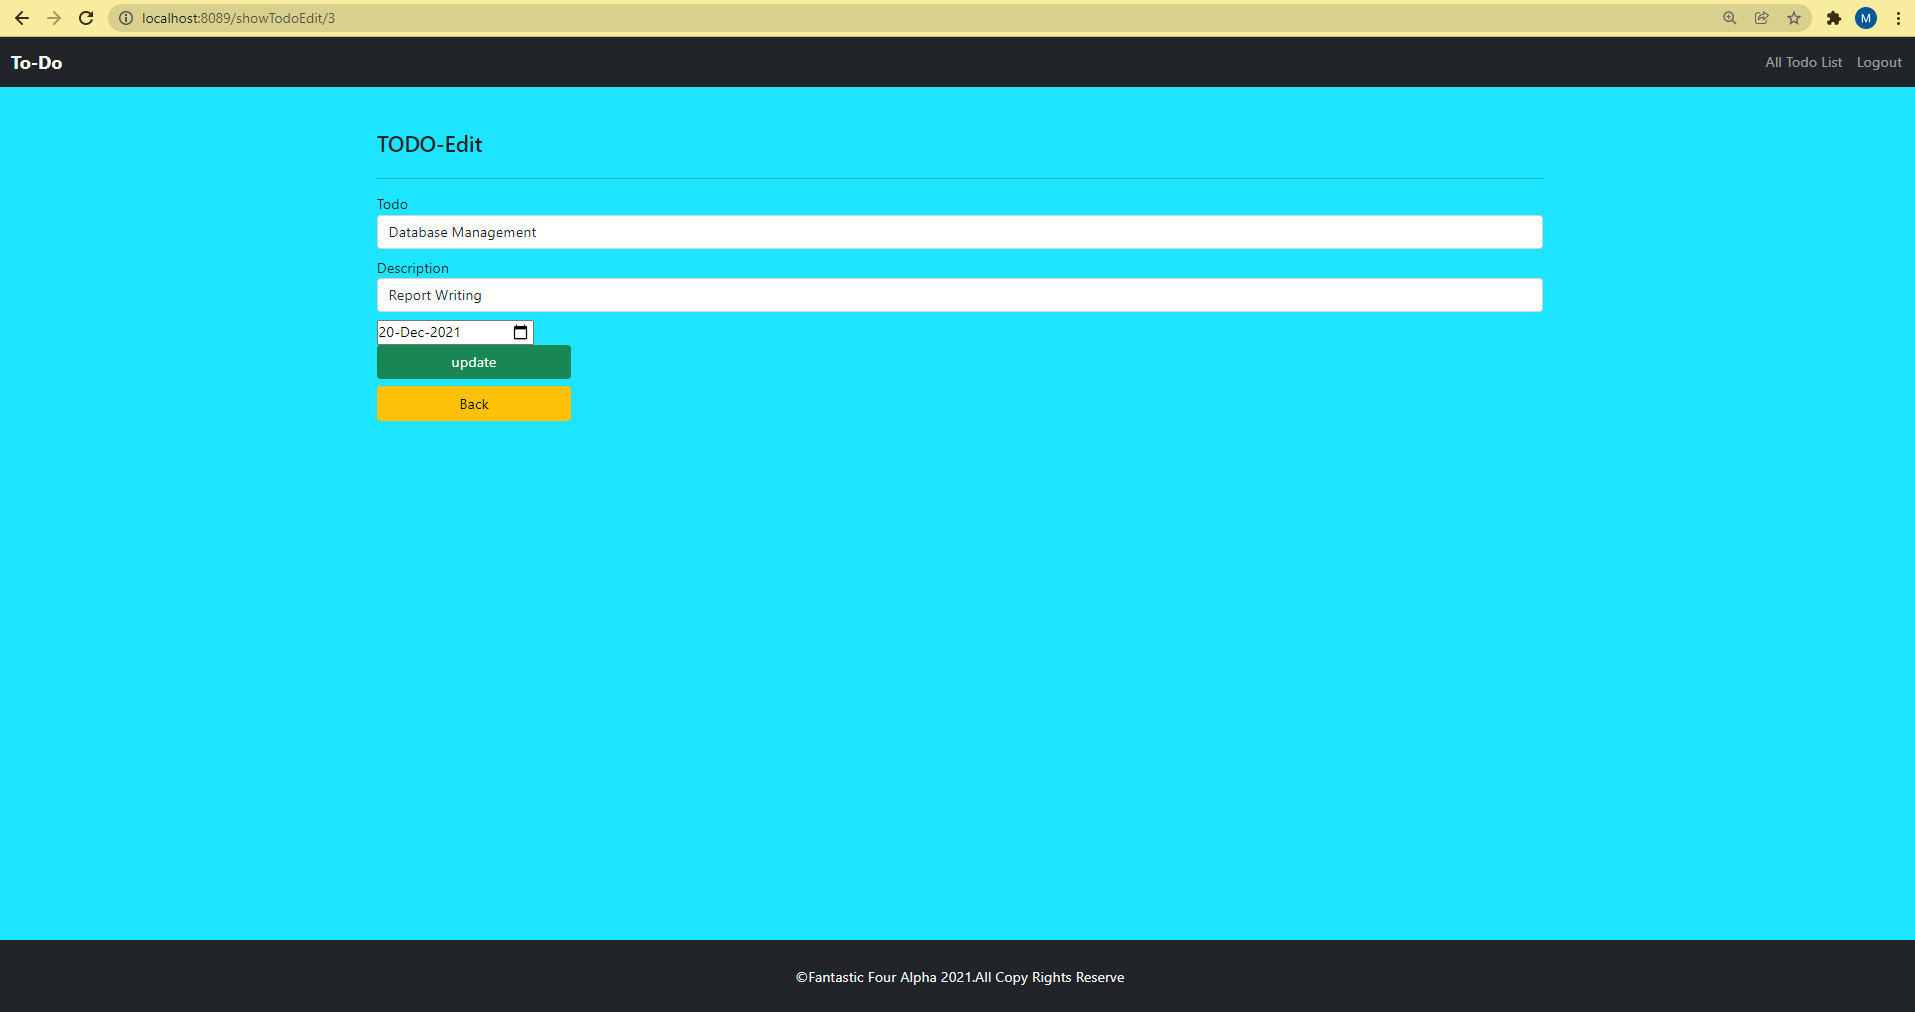 localhost:8089/showTodoEdit/3
M
To-Do
All Todo List
Logout
TODO-Edit
Todo
Database Management
Description
Report Writing
20-Dec-2021
update
Back
©Fantastic Four Alpha 2021.All Copy Rights Reserve